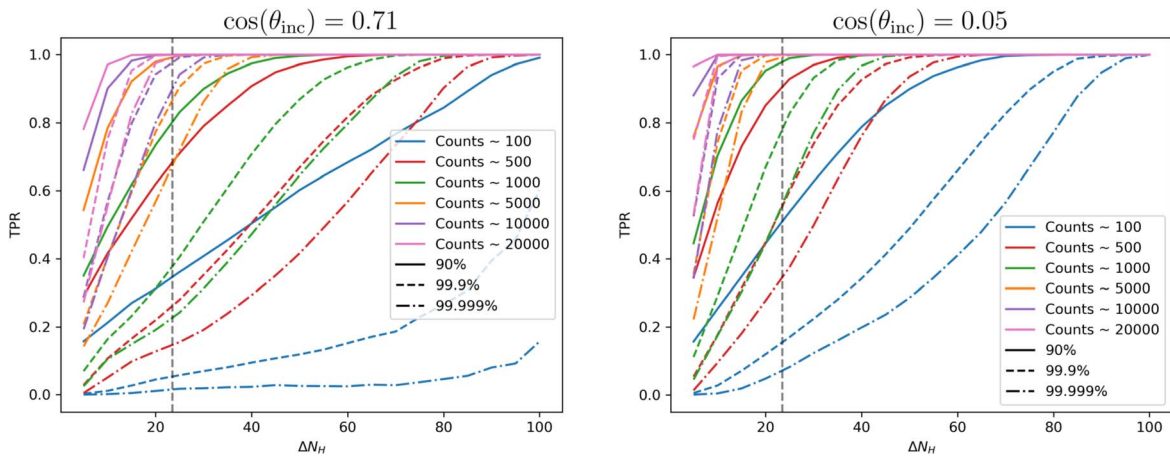 cos(θ_inc) = 0.71
1.0
0.8
0.6
0.4
0.2
0.0
TPR
Counts ~ 100
Counts ~ 500
Counts ~ 1000
Counts ~ 5000
Counts ~ 10000
Counts ~ 20000
90%
99.9%
99.999%
20
40
60
80
100
ΔN_H
cos(θ_inc) = 0.05
1.0
0.8
0.6
0.4
0.2
0.0
TPR
Counts ~ 100
Counts ~ 500
Counts ~ 1000
Counts ~ 5000
Counts ~ 10000
Counts ~ 20000
90%
99.9%
99.999%
20
40
60
80
100
ΔN_H